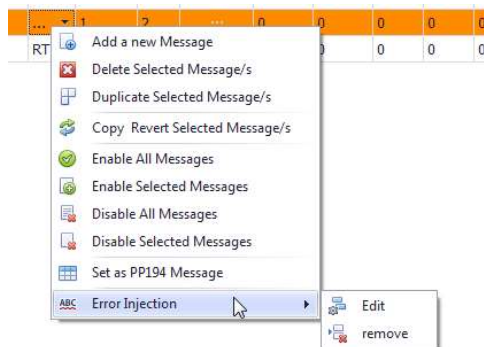 ... 1 2 ... 0 0 0 0 0
RT 0 0 0 0
Add a new Message
Delete Selected Message/s
Duplicate Selected Message/s
Copy Revert Selected Message/s
Enable All Messages
Enable Selected Messages
Disable All Messages
Disable Selected Messages
Set as PP194 Message
ABC Error Injection
Edit
remove